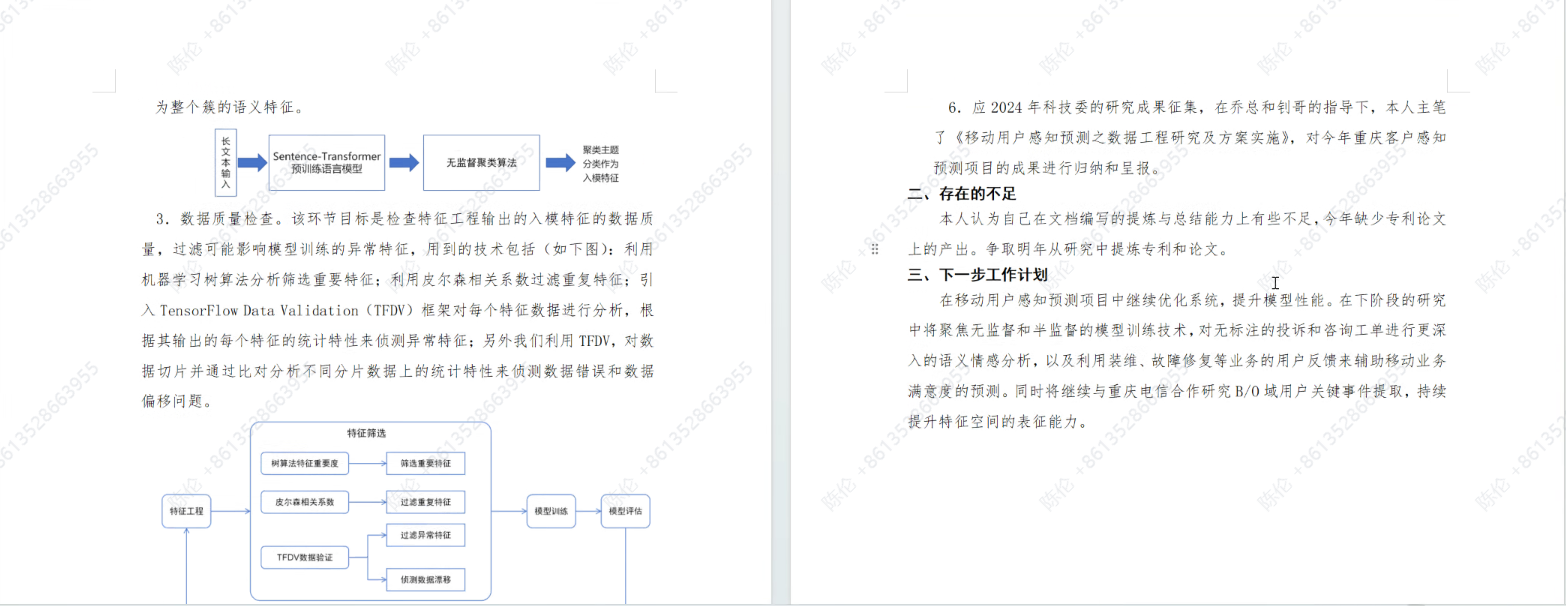 为整个簇的语义特征。
长文本输入
Sentence-Transformer
预训练语言模型
无监督聚类算法
聚类主题
分类作为
入模特征
3. 数据质量检查。该环节目标是检查特征工程输出的入模特征的数据质
量，过滤可能影响模型训练的异常特征，用到的技术包括（如下图）：利用
机器学习树算法分析筛选重要特征；利用皮尔森相关系数过滤重复特征；引
入 TensorFlow Data Validation（TFDV）框架对每个特征数据进行分析，根
据其输出的每个特征的统计特性来侦测异常特征；另外我们利用 TFDV，对数
据切片并通过比对分析不同分片数据上的统计特性来侦测数据错误和数据
偏移问题。
特征筛选
树算法特征重要度
筛选重要特征
皮尔森相关系数
过滤重复特征
特征工程
模型训练
模型评估
过滤异常特征
TFDV数据验证
侦测数据漂移
6. 应 2024 年科技委的研究成果征集，在乔总和钊哥的指导下，本人主笔
了《移动用户感知预测之数据工程研究及方案实施》，对今年重庆客户感知
预测项目的成果进行归纳和呈报。
二、存在的不足
本人认为自己在文档编写的提炼与总结能力上有些不足，今年缺少专利论文
上的产出。争取明年从研究中提炼专利和论文。
三、下一步工作计划
在移动用户感知预测项目中继续优化系统，提升模型性能。在下阶段的研究
中将聚焦无监督和半监督的模型训练技术，对无标注的投诉和咨询工单进行更深
入的语义情感分析，以及利用装维、故障修复等业务的用户反馈来辅助移动业务
满意度的预测。同时将继续与重庆电信合作研究 B/O 域用户关键事件提取，持续
提升特征空间的表征能力。
陈伦 +8613528663955